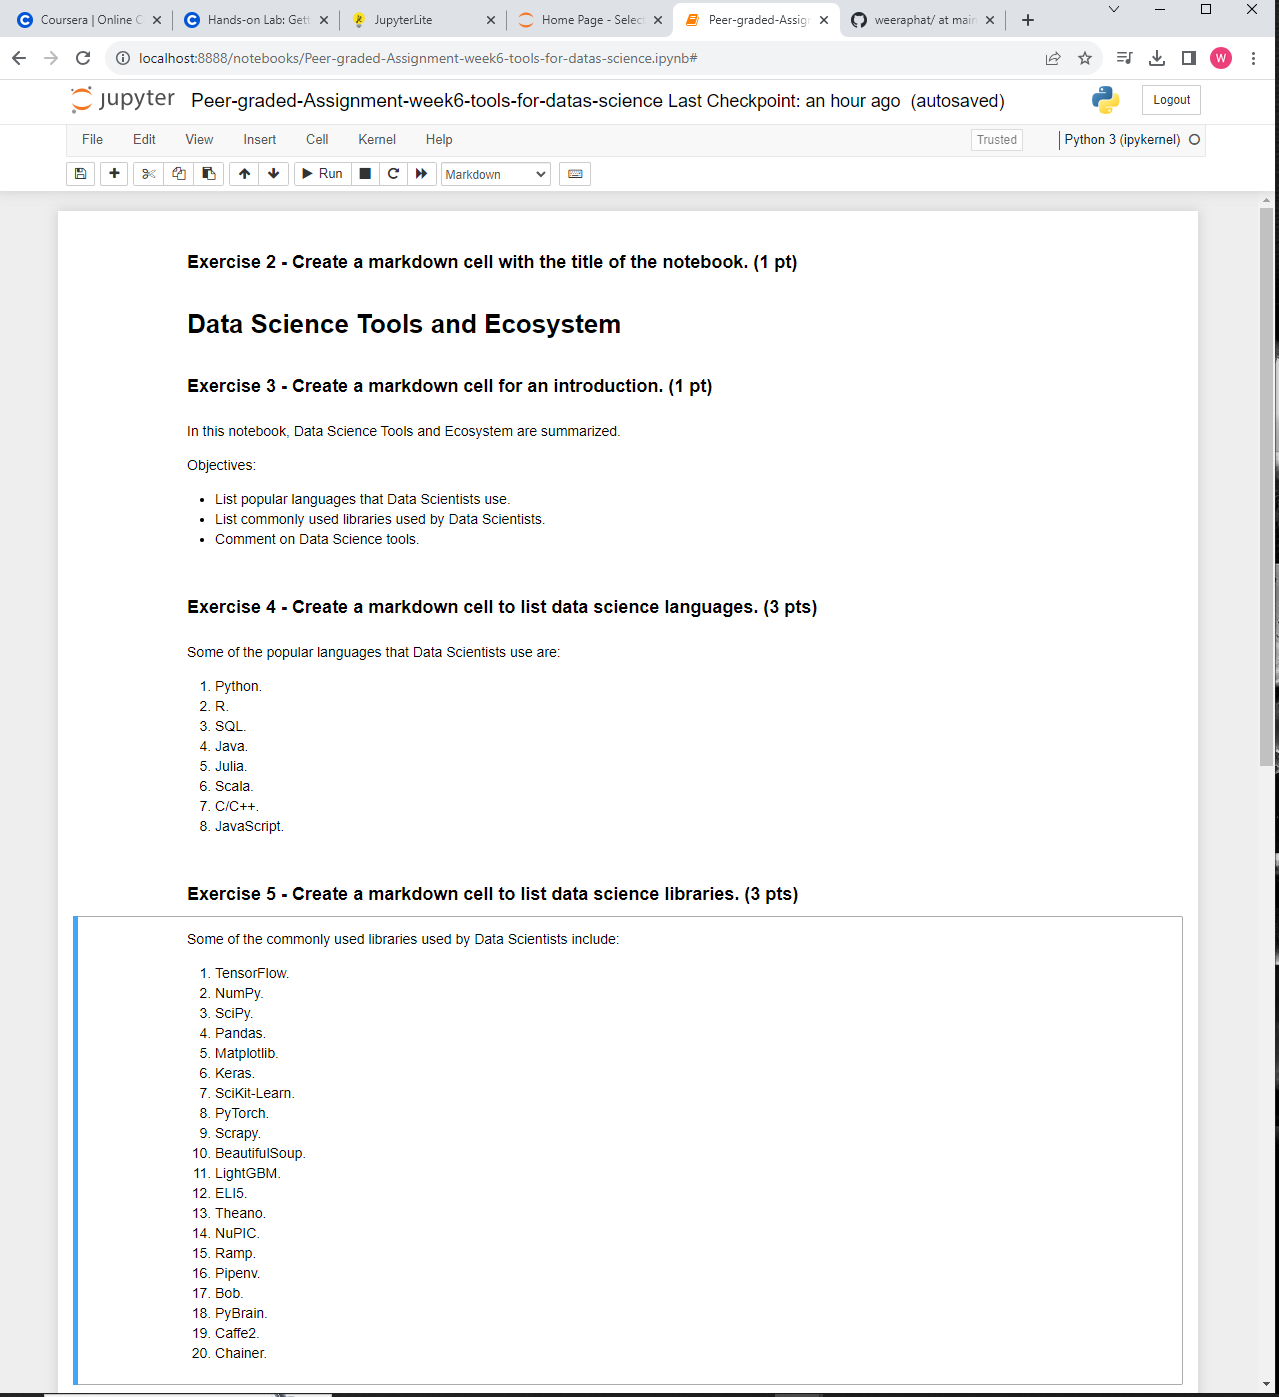 Coursera | Online C
Hands-on Lab: Gett
JupyterLite
Home Page - Select
Peer-graded-Assign
weeraphat/ at main
localhost:8888/notebooks/Peer-graded-Assignment-week6-tools-for-datas-science.ipynb#
W
jupyter Peer-graded-Assignment-week6-tools-for-datas-science Last Checkpoint: an hour ago (autosaved)
Logout
File Edit View Insert Cell Kernel Help
Trusted
Python 3 (ipykernel)
Run
Markdown
Exercise 2 - Create a markdown cell with the title of the notebook. (1 pt)
Data Science Tools and Ecosystem
Exercise 3 - Create a markdown cell for an introduction. (1 pt)
In this notebook, Data Science Tools and Ecosystem are summarized.
Objectives:
• List popular languages that Data Scientists use.
• List commonly used libraries used by Data Scientists.
• Comment on Data Science tools.
Exercise 4 - Create a markdown cell to list data science languages. (3 pts)
Some of the popular languages that Data Scientists use are:
1. Python.
2. R.
3. SQL.
4. Java.
5. Julia.
6. Scala.
7. C/C++.
8. JavaScript.
Exercise 5 - Create a markdown cell to list data science libraries. (3 pts)
Some of the commonly used libraries used by Data Scientists include:
1. TensorFlow.
2. NumPy.
3. SciPy.
4. Pandas.
5. Matplotlib.
6. Keras.
7. SciKit-Learn.
8. PyTorch.
9. Scrapy.
10. BeautifulSoup.
11. LightGBM.
12. ELI5.
13. Theano.
14. NuPIC.
15. Ramp.
16. Pipenv.
17. Bob.
18. PyBrain.
19. Caffe2.
20. Chainer.